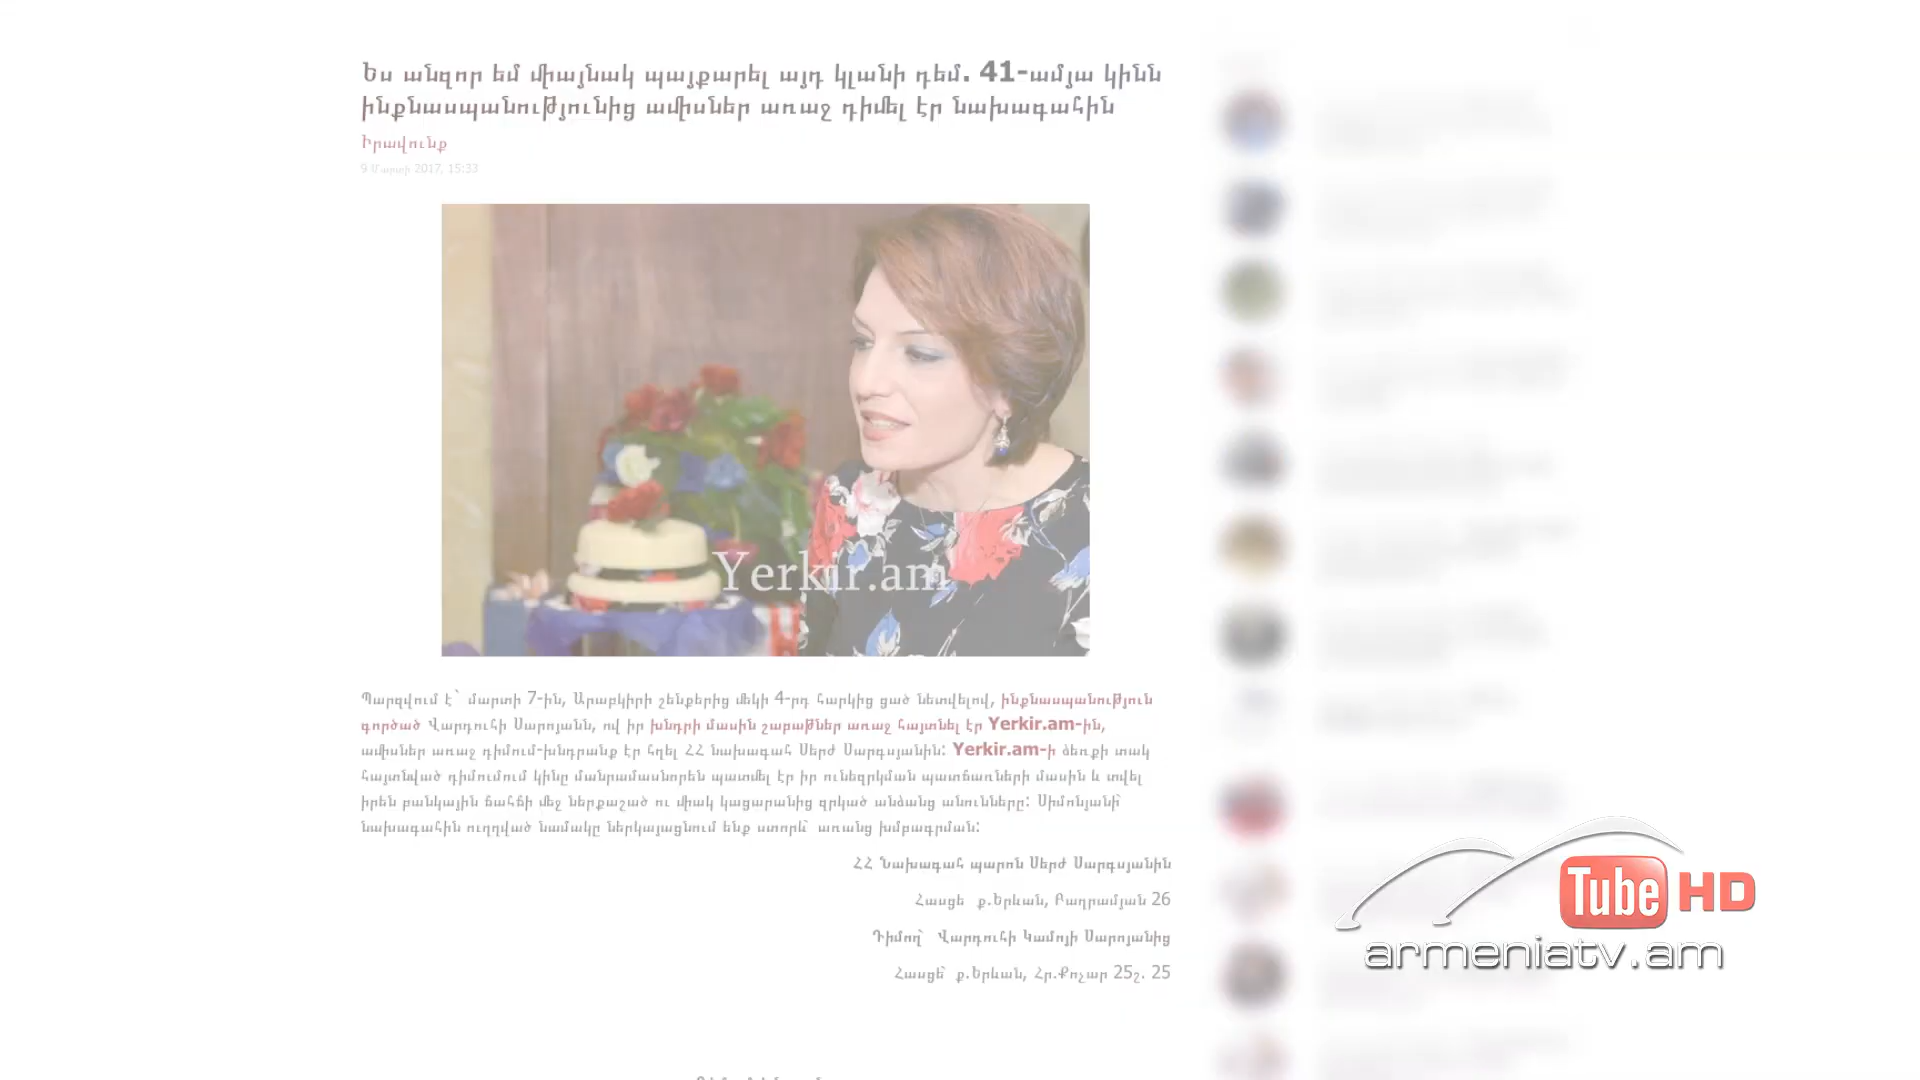 Ես անզոր եմ միայնակ պայքարել այդ կլանի դեմ. 41-ամյա կինն
ինքնասպանությունից ամիսներ առաջ դիմել էր նախագահին
Իրավունք
9 Մարտի 2017, 15:33
Yerkir.am
Պարզվում է՝ մարտի 7-ին, Արաբկիրի շենքերից մեկի 4-րդ հարկից ցած նետվելով, ինքնասպանություն
գործած Վարդուհի Սարոյանն, ով իր խնդրի մասին շաբաթներ առաջ հայտնել էր Yerkir.am-ին,
ամիսներ առաջ դիմում-խնդրանք էր հղել ՀՀ նախագահ Սերժ Սարգսյանին: Yerkir.am-ի ձեռքի տակ
հայտնված դիմումում կինը մանրամասնորեն պատմել էր իր ունեզրկման պատճառների մասին և տվել
իրեն բանկային ճահճի մեջ ներքաշած ու միակ կացարանից զրկած անձանց անունները: Սիմոնյանի՝
նախագահին ուղղված նամակը ներկայացնում ենք ստորև՝ առանց խմբագրման:
ՀՀ Նախագահ պարոն Սերժ Սարգսյանին
Հասցե ք.Երևան, Բաղրամյան 26
Դիմող՝ Վարդուհի Կամոյի Սարոյանից
Հասցե՝ ք.Երևան, Հր.Քոչար 25շ. 25
Tube HD
armeniatv.am